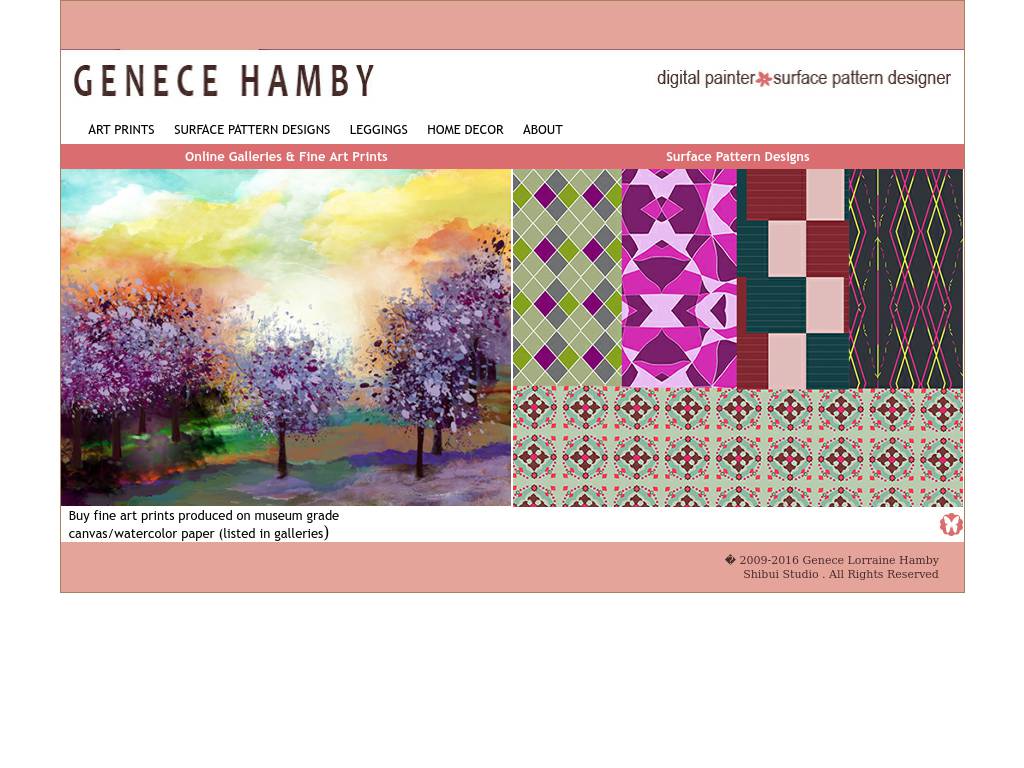 GENECE HAMBY
digital painter surface pattern designer
ART PRINTS SURFACE PATTERN DESIGNS LEGGINGS HOME DECOR ABOUT
Online Galleries & Fine Art Prints
Surface Pattern Designs
Buy fine art prints produced on museum grade
canvas/watercolor paper (listed in galleries)
� 2009-2016 Genece Lorraine Hamby
Shibui Studio . All Rights Reserved